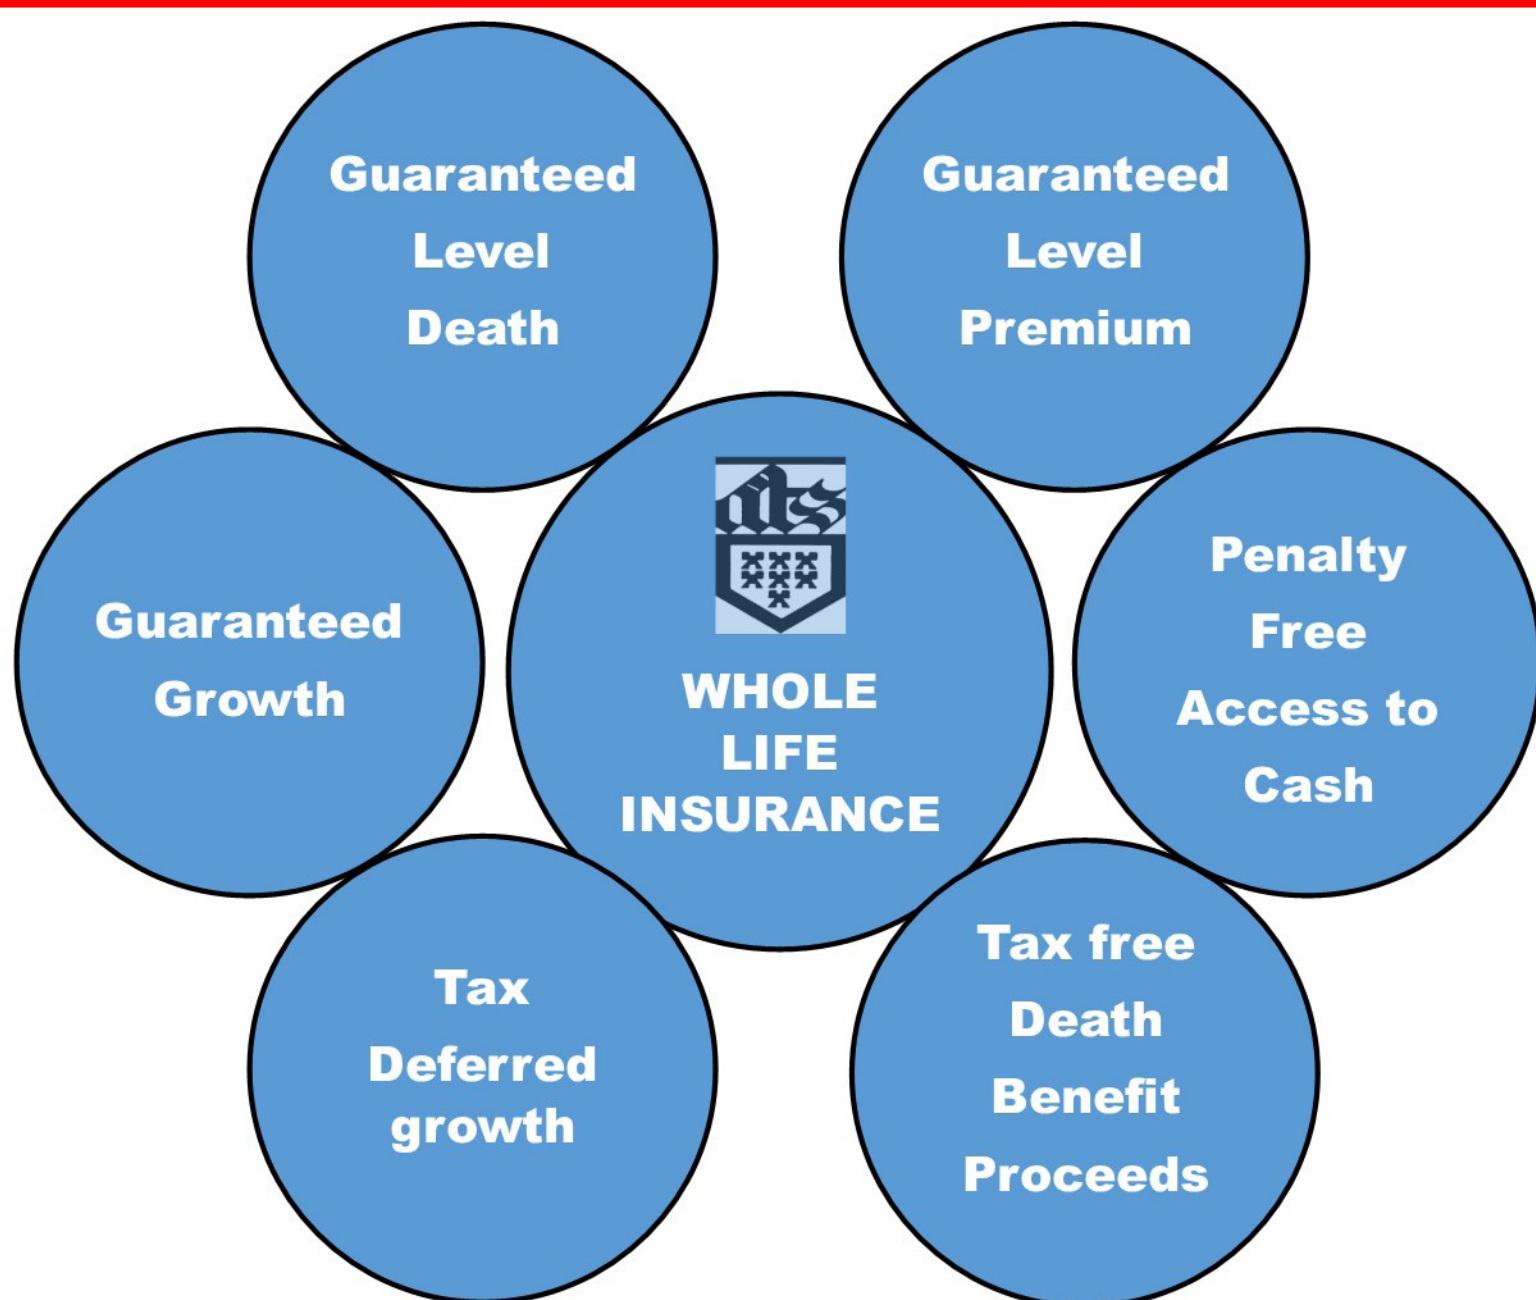 Guaranteed
Level
Death
Guaranteed
Level
Premium
Guaranteed
Growth
WHOLE
LIFE
INSURANCE
Penalty
Free
Access to
Cash
Tax
Deferred
growth
Tax free
Death
Benefit
Proceeds